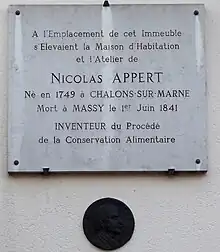 A l'Emplacement de cet Immeuble
s'Elevaient la Maison d'Habitation
et l'Atelier de
NICOLAS APPERT
Né en 1749 à CHALONS-SUR-MARNE
Mort à MASSY le 1er Juin 1841
INVENTEUR du Procédé
de la Conservation Alimentaire